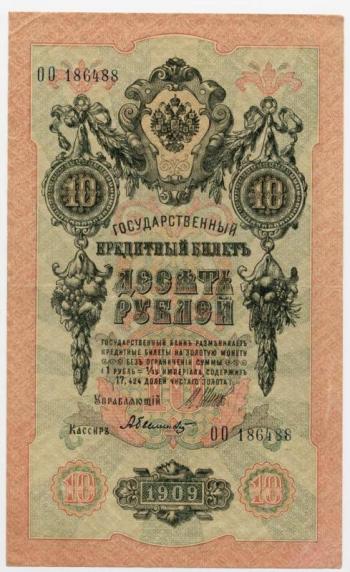 ОО 186488
10 10
ГОСУДАРСТВЕННЫЙ
КРЕДИТНЫЙ БИЛЕТЪ
ДЕСЯТЬ
РУБЛЕЙ
ГОСУДАРСТВЕННЫЙ БАНКЪ РАЗМѢНИВАЕТЪ
КРЕДИТНЫЕ БИЛЕТЫ НА ЗОЛОТУЮ МОНЕТУ
БЕЗЪ ОГРАНИЧЕНІЯ СУММЫ
(1 РУБЛЬ = 1/15 ИМПЕРІАЛА, СОДЕРЖИТЪ
17,424 ДОЛЕЙ ЧИСТАГО ЗОЛОТА)
УПРАВЛЯЮЩІЙ
10
КАССИРЪ
ОО 186488
10 1909 10